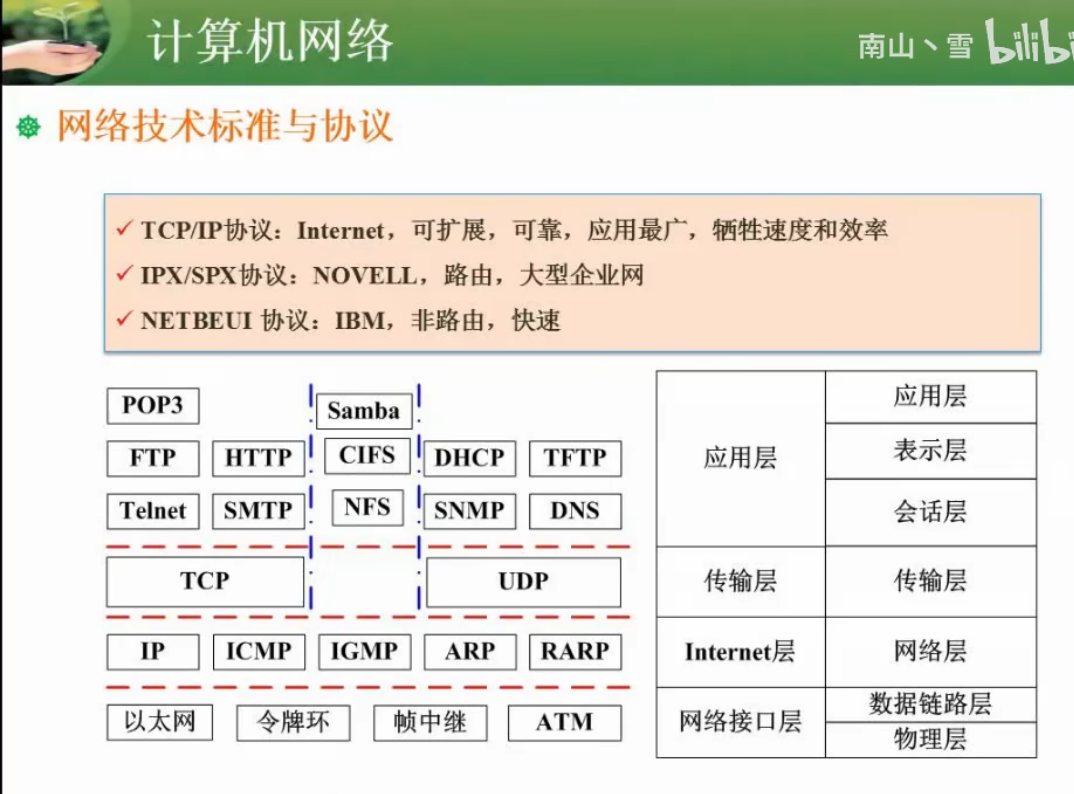 计算机网络
南山丶雪 bilibi
网络技术标准与协议
✓ TCP/IP协议：Internet，可扩展，可靠，应用最广，牺牲速度和效率
✓ IPX/SPX协议：NOVELL，路由，大型企业网
✓ NETBEUI 协议：IBM，非路由，快速
POP3 Samba
FTP HTTP CIFS DHCP TFTP
Telnet SMTP NFS SNMP DNS
TCP UDP
IP ICMP IGMP ARP RARP
以太网 令牌环 帧中继 ATM
应用层 应用层
表示层
会话层
传输层 传输层
Internet层 网络层
网络接口层 数据链路层
物理层